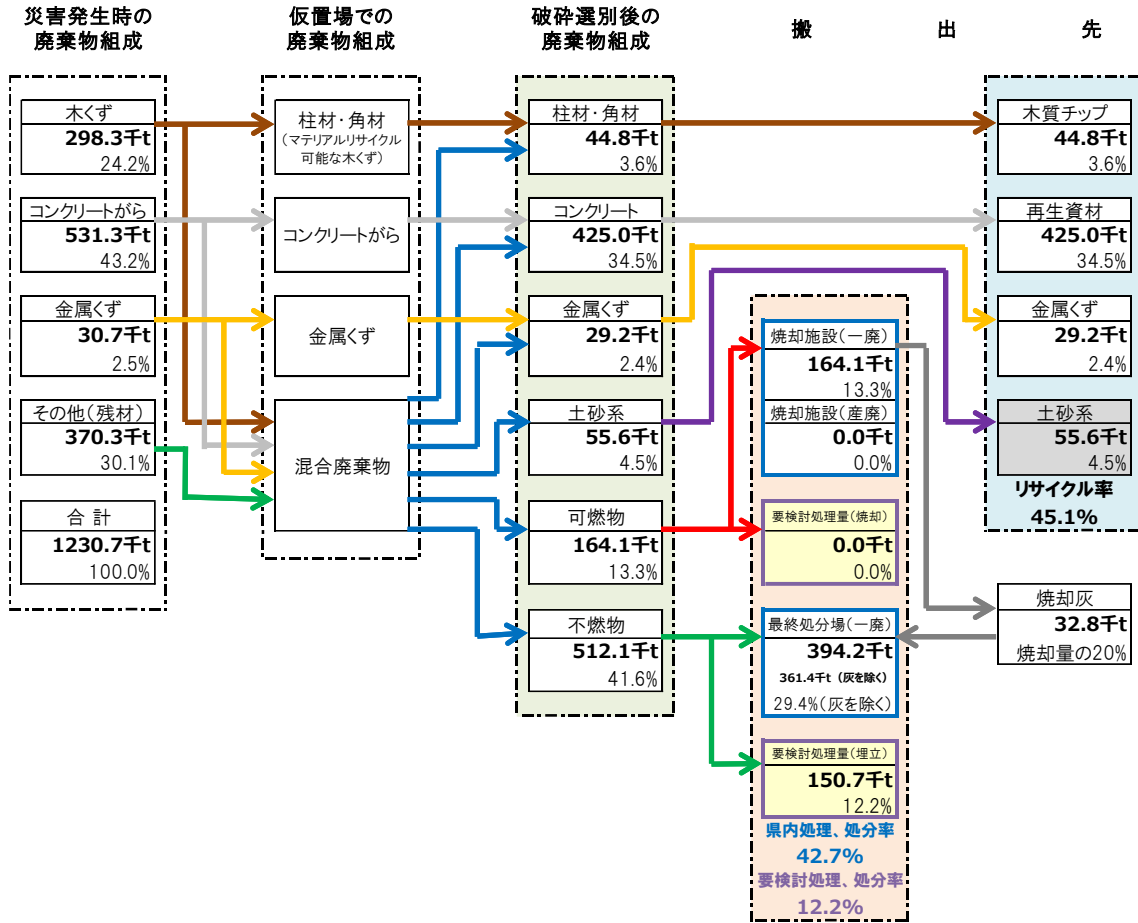 災害発生時の
廃棄物組成
仮置場での
廃棄物組成
破砕選別後の
廃棄物組成
搬 出 先
木くず
298.3千t
24.2%
コンクリートがら
531.3千t
43.2%
金属くず
30.7千t
2.5%
その他(残材)
370.3千t
30.1%
合 計
1230.7千t
100.0%
柱材・角材
(マテリアルリサイクル
可能な木くず)
コンクリートがら
金属くず
混合廃棄物
柱材・角材
44.8千t
3.6%
コンクリート
425.0千t
34.5%
金属くず
29.2千t
2.4%
土砂系
55.6千t
4.5%
可燃物
164.1千t
13.3%
不燃物
512.1千t
41.6%
焼却施設(一廃)
164.1千t
13.3%
焼却施設(産廃)
0.0千t
0.0%
要検討処理量(焼却)
0.0千t
0.0%
最終処分場(一廃)
394.2千t
361.4千t (灰を除く)
29.4%(灰を除く)
要検討処理量(埋立)
150.7千t
12.2%
県内処理、処分率
42.7%
要検討処理、処分率
12.2%
木質チップ
44.8千t
3.6%
再生資材
425.0千t
34.5%
金属くず
29.2千t
2.4%
土砂系
55.6千t
4.5%
リサイクル率
45.1%
焼却灰
32.8千t
焼却量の20%